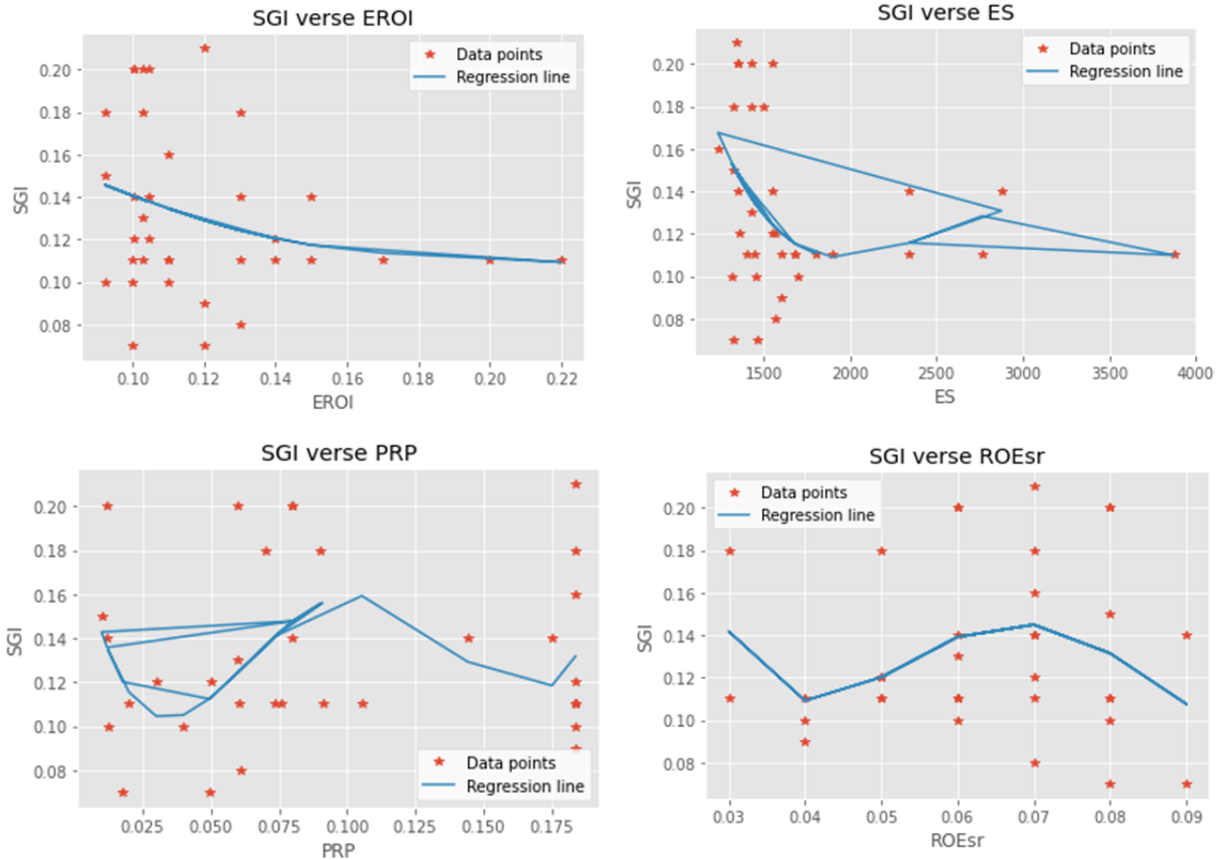 SGI verse EROI
Data points
Regression line
0.20
0.18
0.16
0.14
0.12
0.10
0.08
SGI
0.10 0.12 0.14 0.16 0.18 0.20 0.22
EROI
SGI verse ES
Data points
Regression line
0.20
0.18
0.16
0.14
0.12
0.10
0.08
SGI
1500 2000 2500 3000 3500 4000
ES
SGI verse PRP
0.20
0.18
0.16
0.14
0.12
0.10
0.08
SGI
Data points
Regression line
0.025 0.050 0.075 0.100 0.125 0.150 0.175
PRP
SGI verse ROEsr
Data points
Regression line
0.20
0.18
0.16
0.14
0.12
0.10
0.08
SGI
0.03 0.04 0.05 0.06 0.07 0.08 0.09
ROEsr